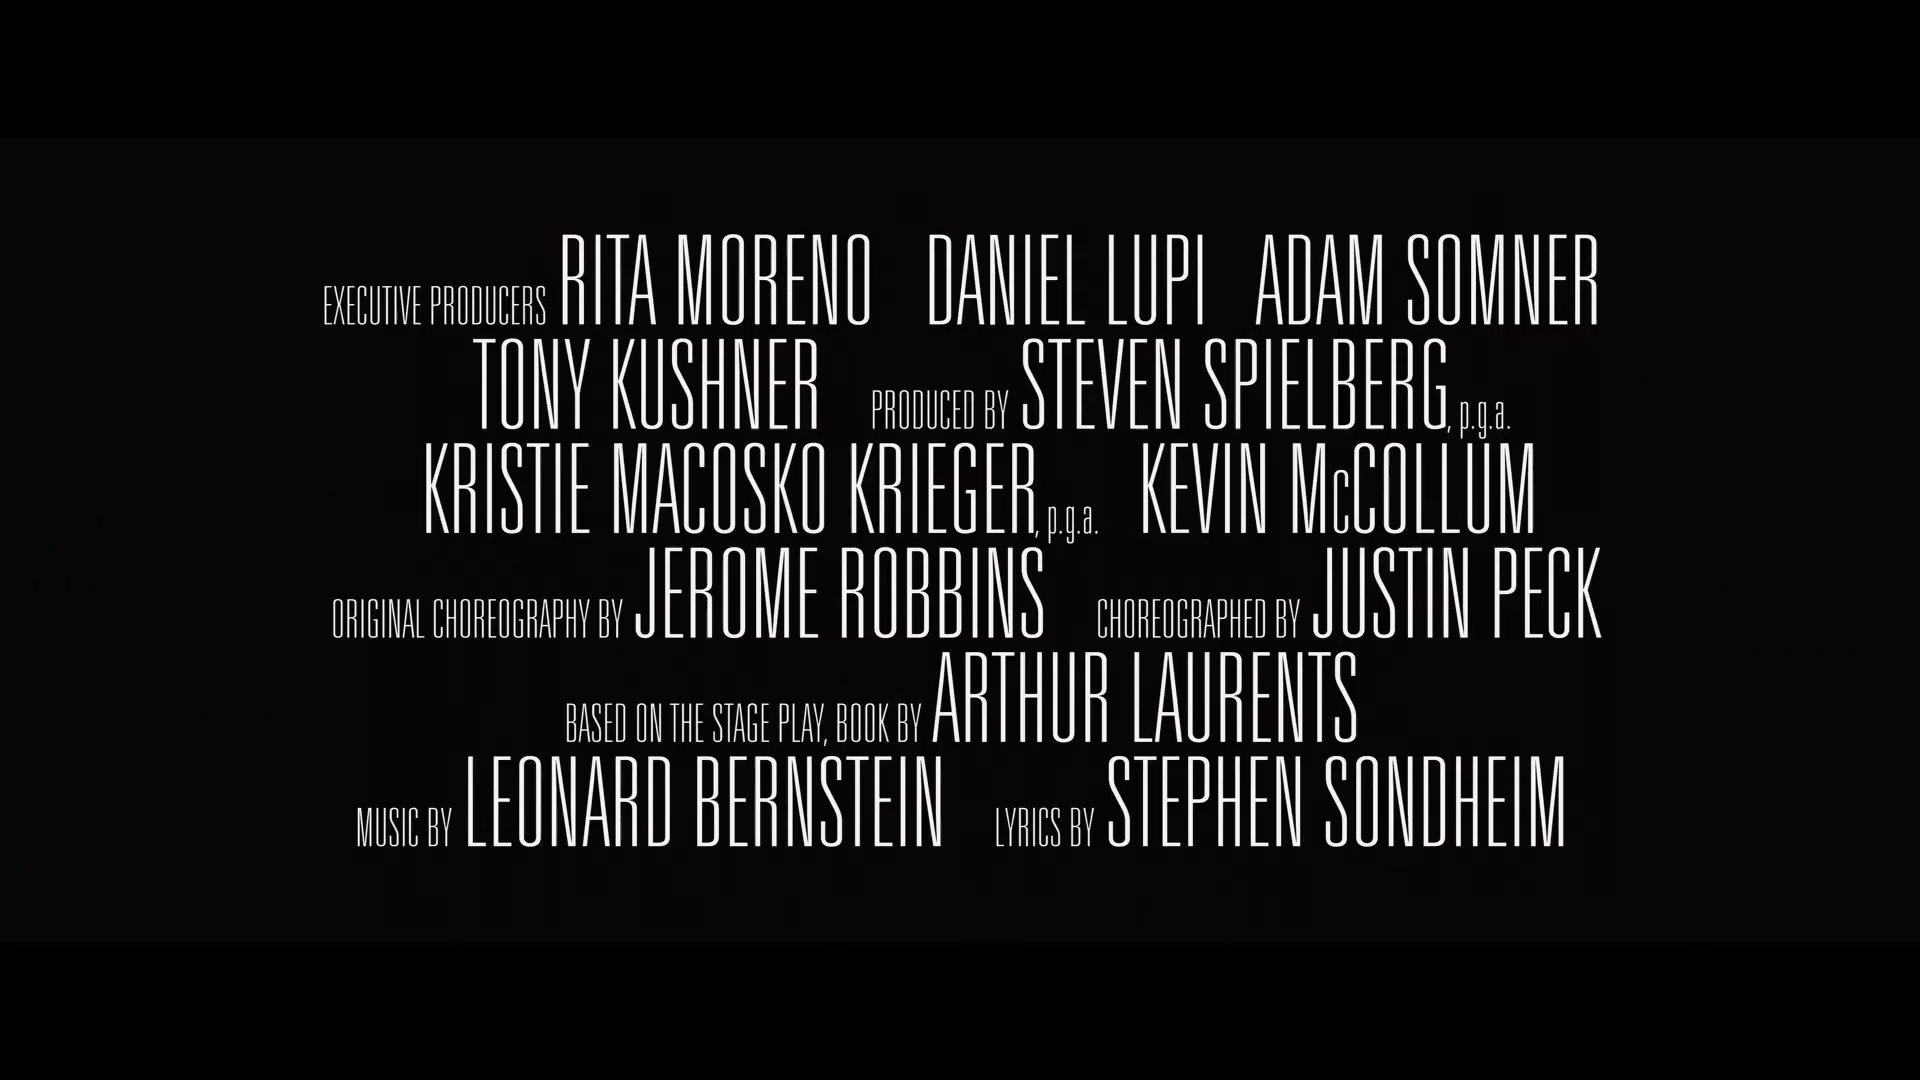 EXECUTIVE PRODUCERS RITA MORENO DANIEL LUPI ADAM SOMNER
TONY KUSHNER PRODUCED BY STEVEN SPIELBERG, p.g.a.
KRISTIE MACOSKO KRIEGER, p.g.a. KEVIN McCOLLUM
ORIGINAL CHOREOGRAPHY BY JEROME ROBBINS CHOREOGRAPHED BY JUSTIN PECK
BASED ON THE STAGE PLAY, BOOK BY ARTHUR LAURENTS
MUSIC BY LEONARD BERNSTEIN LYRICS BY STEPHEN SONDHEIM